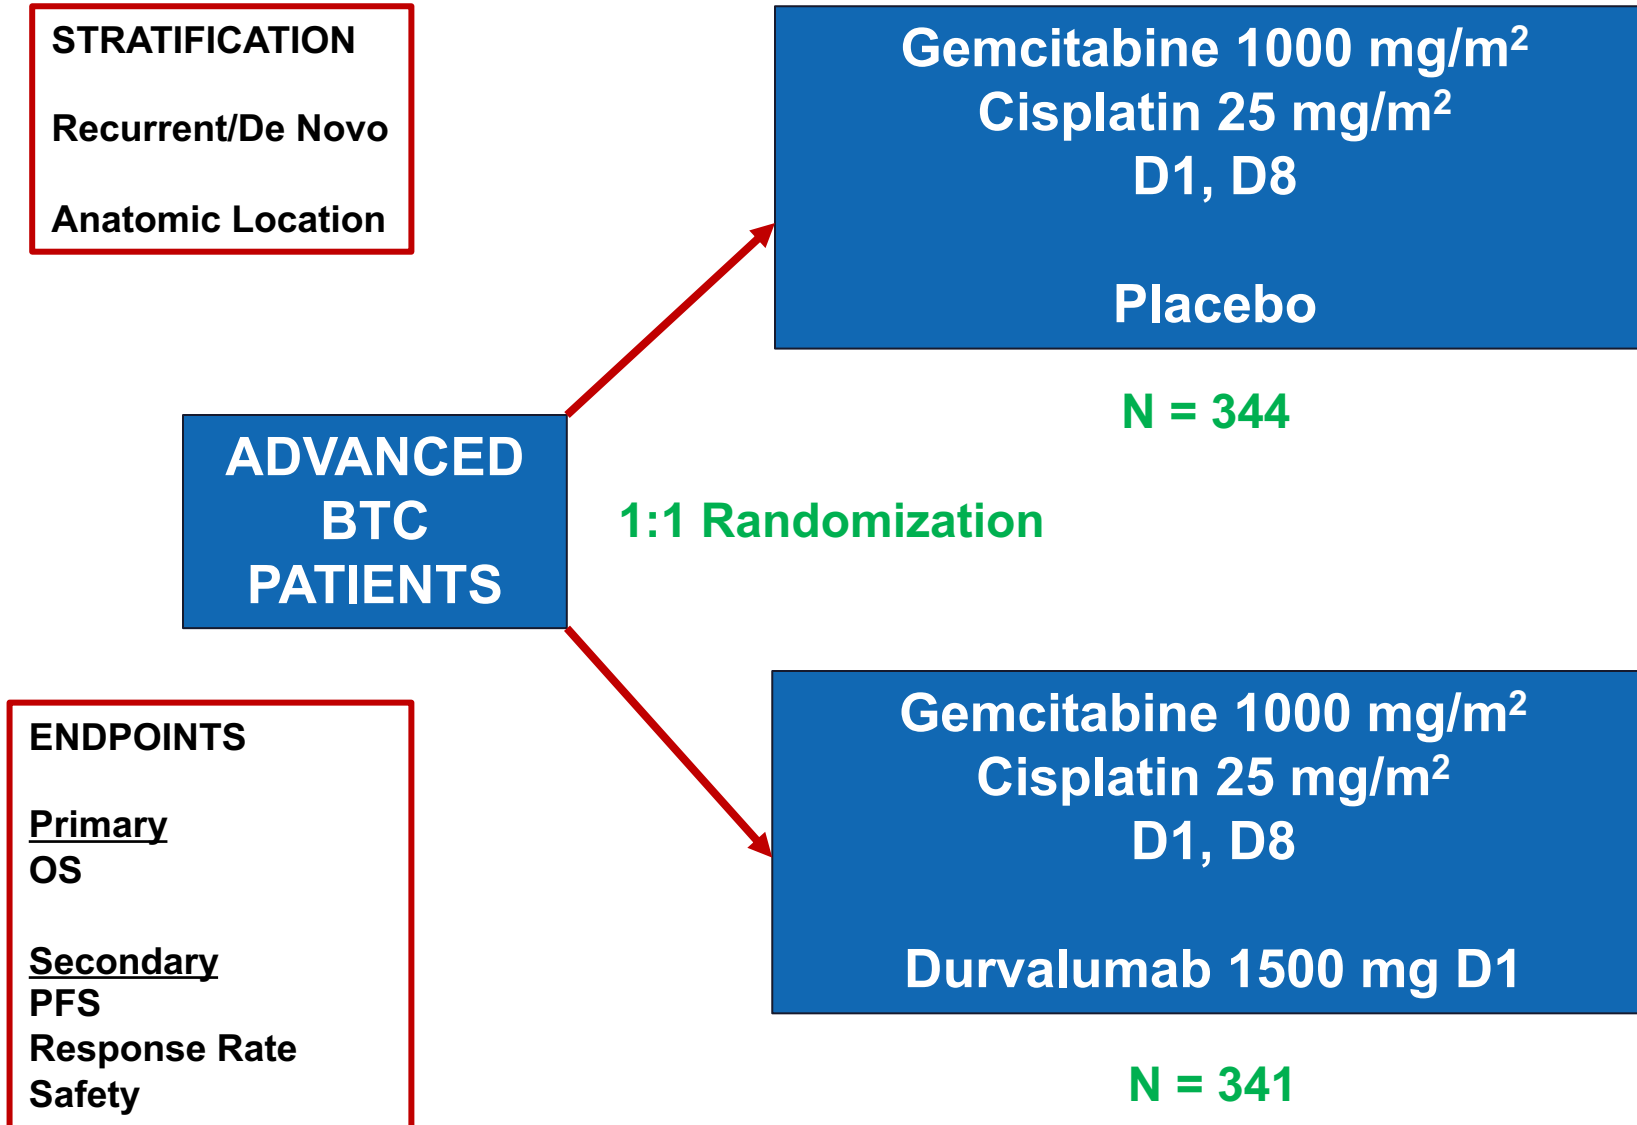 STRATIFICATION
Recurrent/De Novo
Anatomic Location
Gemcitabine 1000 mg/m²
Cisplatin 25 mg/m²
D1, D8
Placebo
N = 344
ADVANCED
BTC
PATIENTS
1:1 Randomization
ENDPOINTS
Primary
OS
Secondary
PFS
Response Rate
Safety
Gemcitabine 1000 mg/m²
Cisplatin 25 mg/m²
D1, D8
Durvalumab 1500 mg D1
N = 341